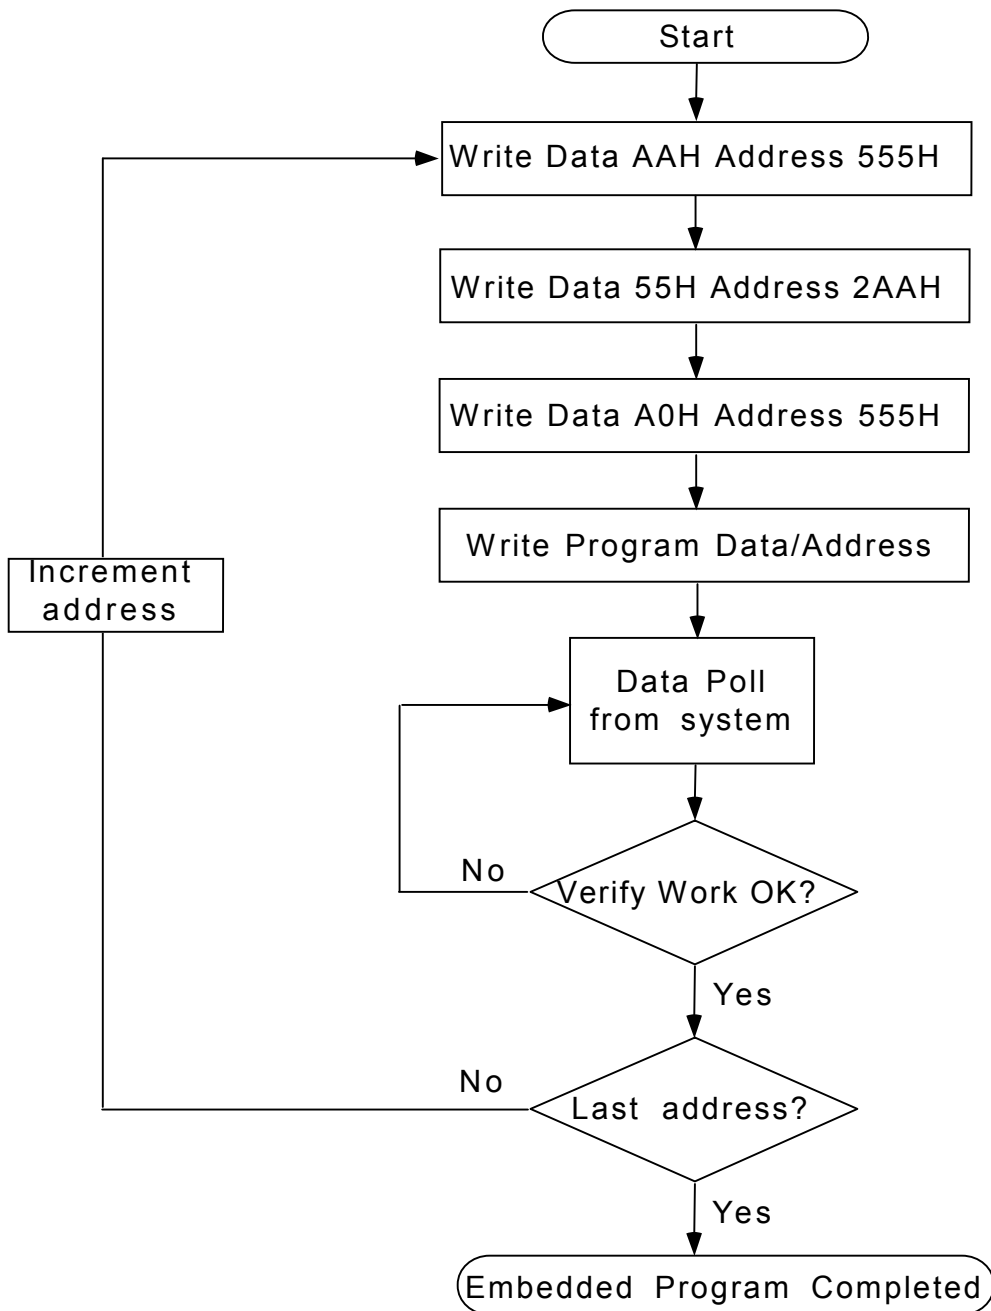 Start
Write Data AAH Address 555H
Write Data 55H Address 2AAH
Write Data A0H Address 555H
Write Program Data/Address
Increment
address
Data Poll
from system
No
Verify Work OK?
Yes
No
Last address?
Yes
Embedded Program Completed